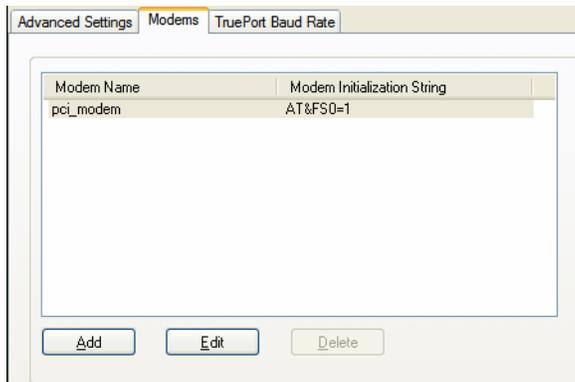 Advanced Settings Modems TruePort Baud Rate
Modem Name Modem Initialization String
pci_modem AT&FS0=1
Add Edit Delete